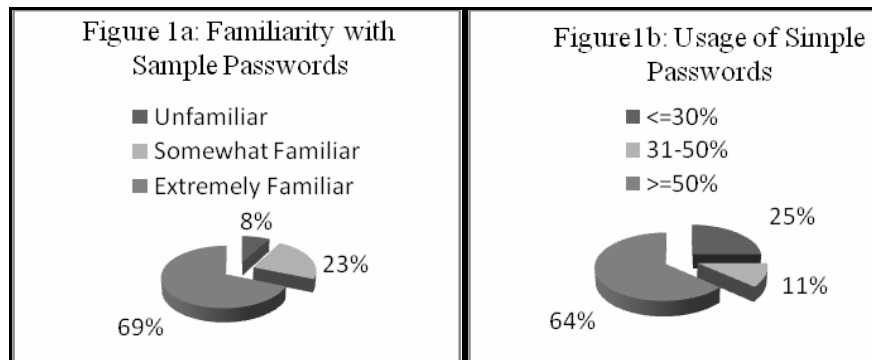 Figure 1a: Familiarity with
Sample Passwords
Unfamiliar
Somewhat Familiar
Extremely Familiar
8%
23%
69%
Figure1b: Usage of Simple
Passwords
<=30%
31-50%
>=50%
25%
11%
64%